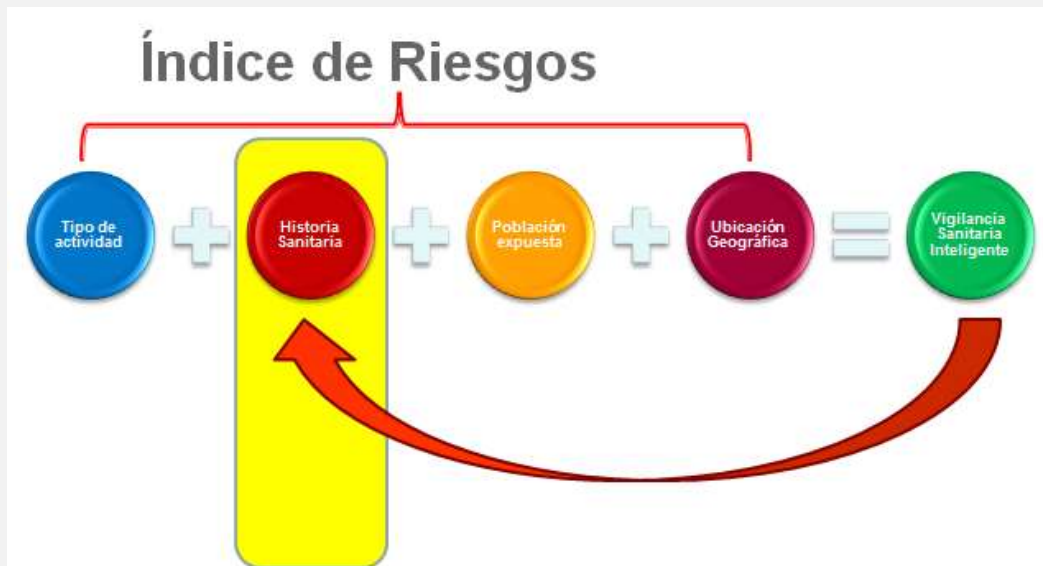 Índice de Riesgos
Tipo de
actividad
Historia
Sanitaria
Población
expuesta
Ubicación
Geográfica
Vigilancia
Sanitaria
Inteligente